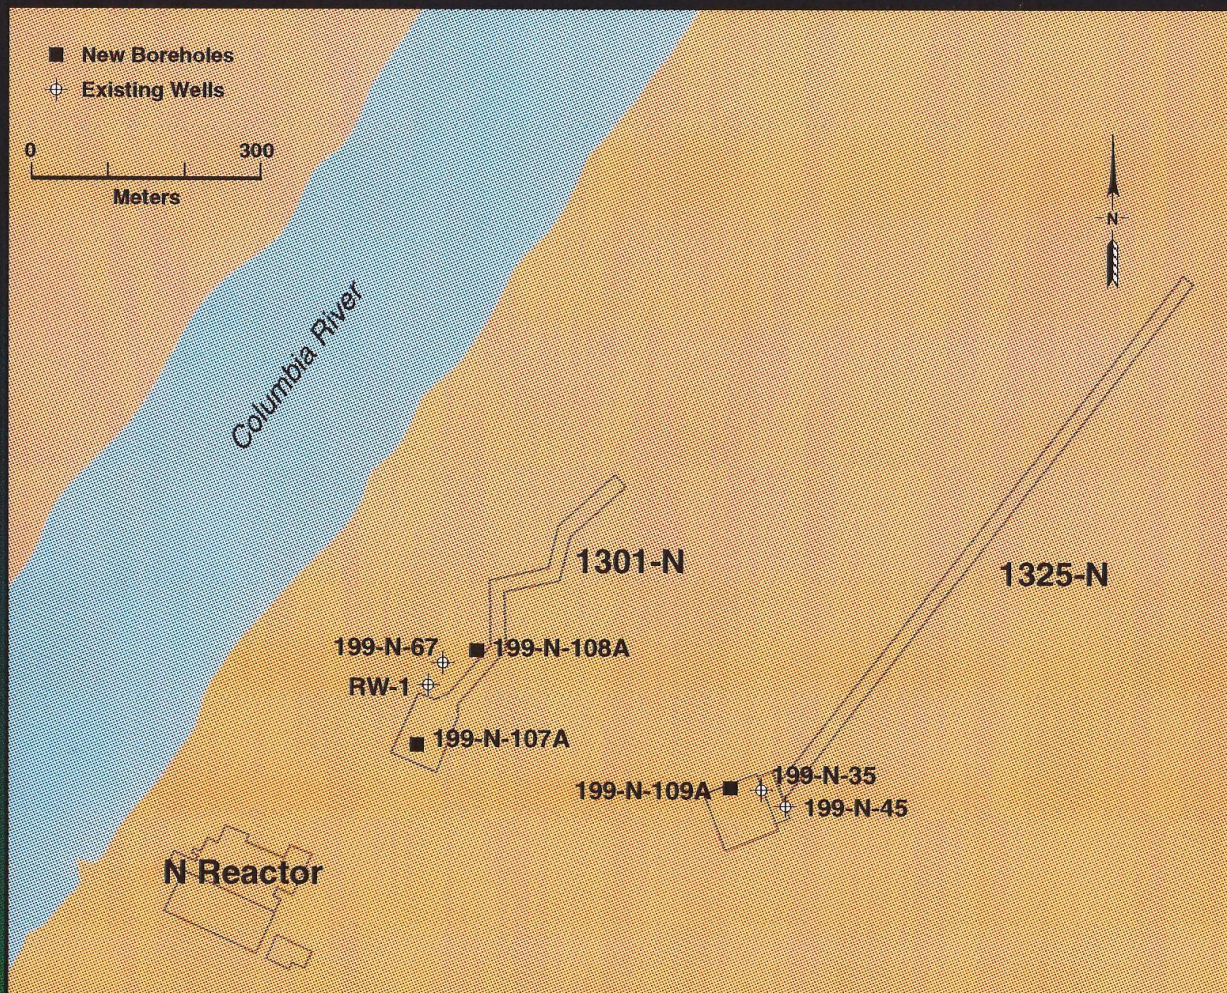 New Boreholes
Existing Wells
0 300
Meters
N
Columbia River
1301-N
1325-N
199-N-67
199-N-108A
RW-1
199-N-107A
199-N-35
199-N-109A
199-N-45
N Reactor